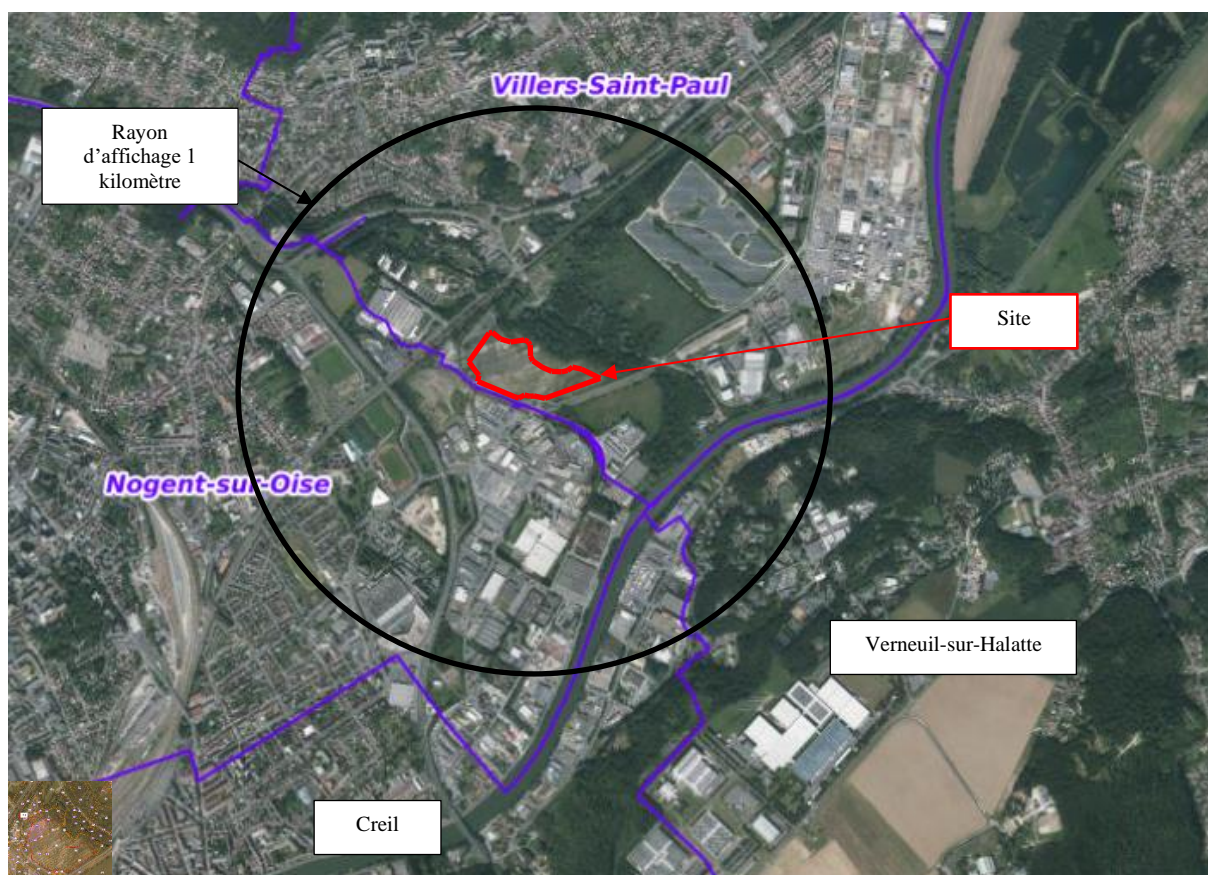 Villers-Saint-Paul
Rayon
d’affichage 1
kilomètre
Site
Nogent-sur-Oise
Verneuil-sur-Halatte
Creil